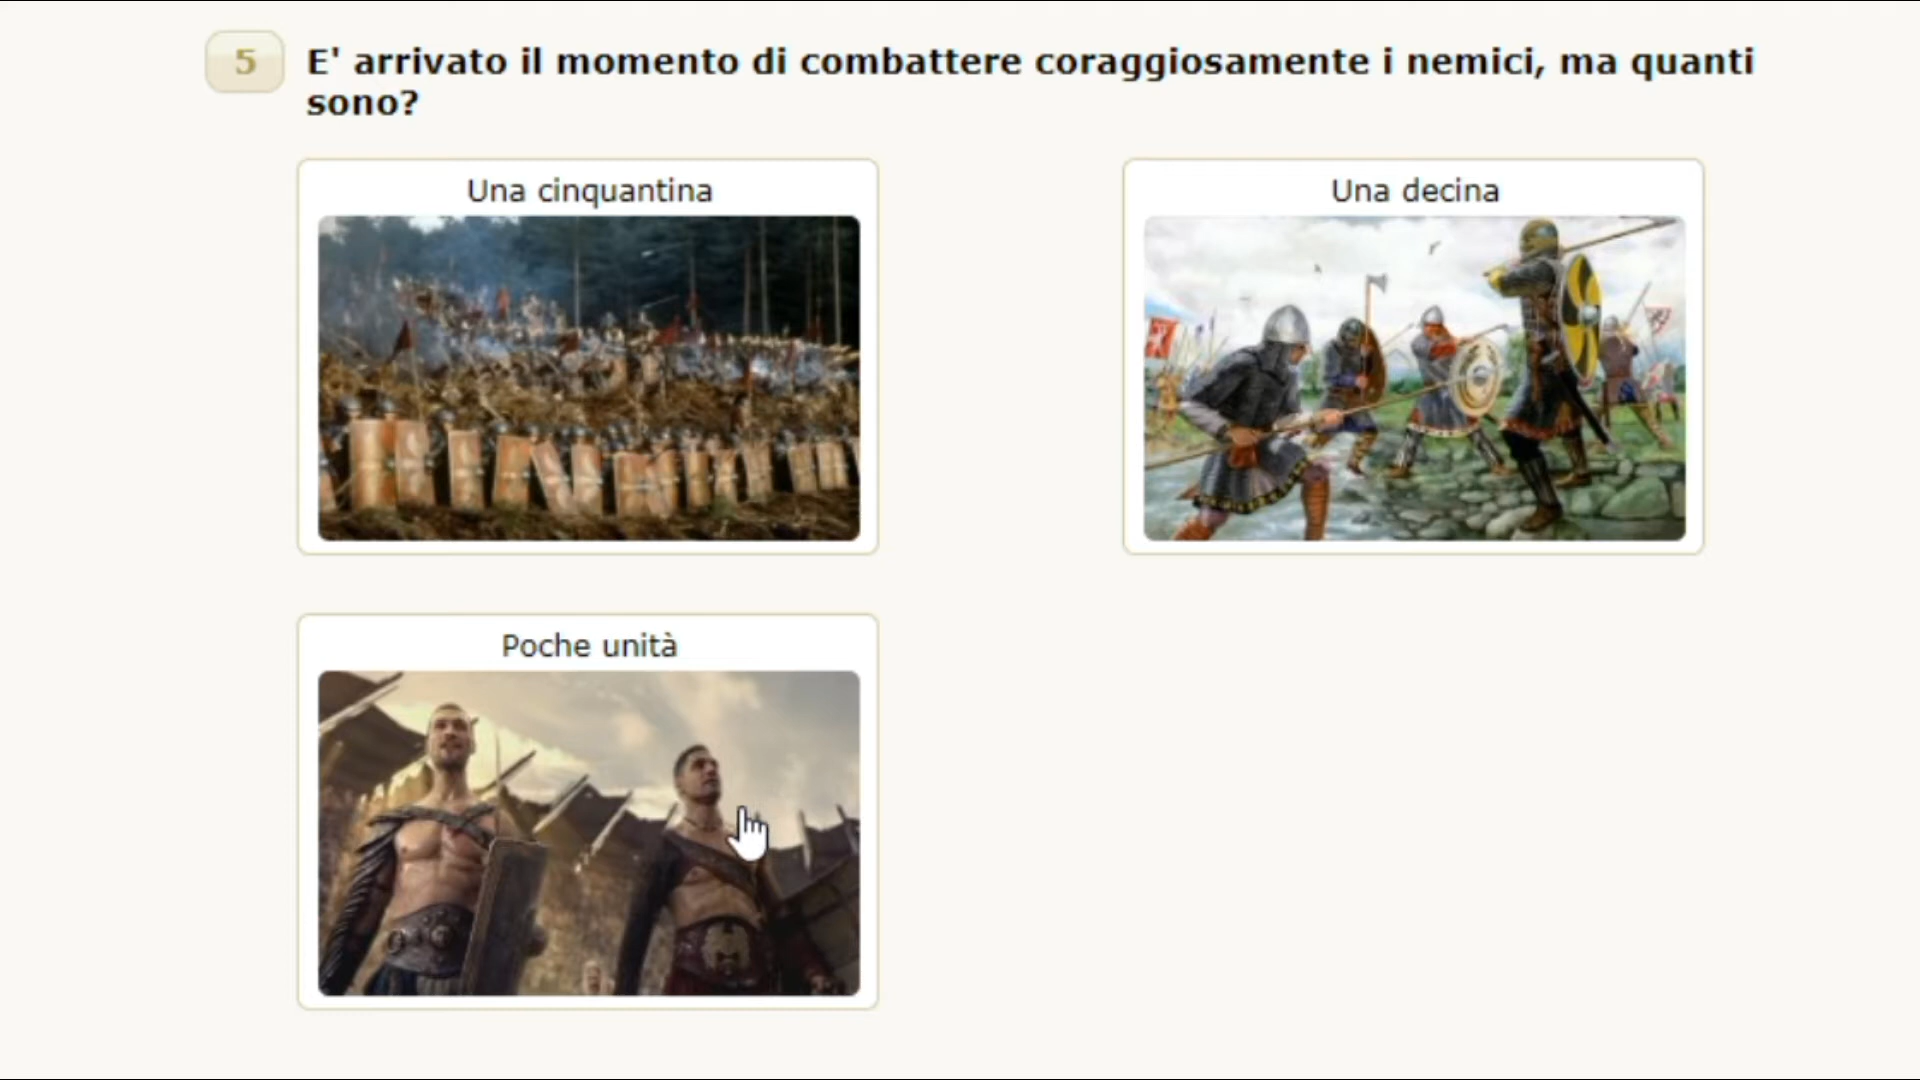 5
E' arrivato il momento di combattere coraggiosamente i nemici, ma quanti
sono?
Una cinquantina
Una decina
Poche unità